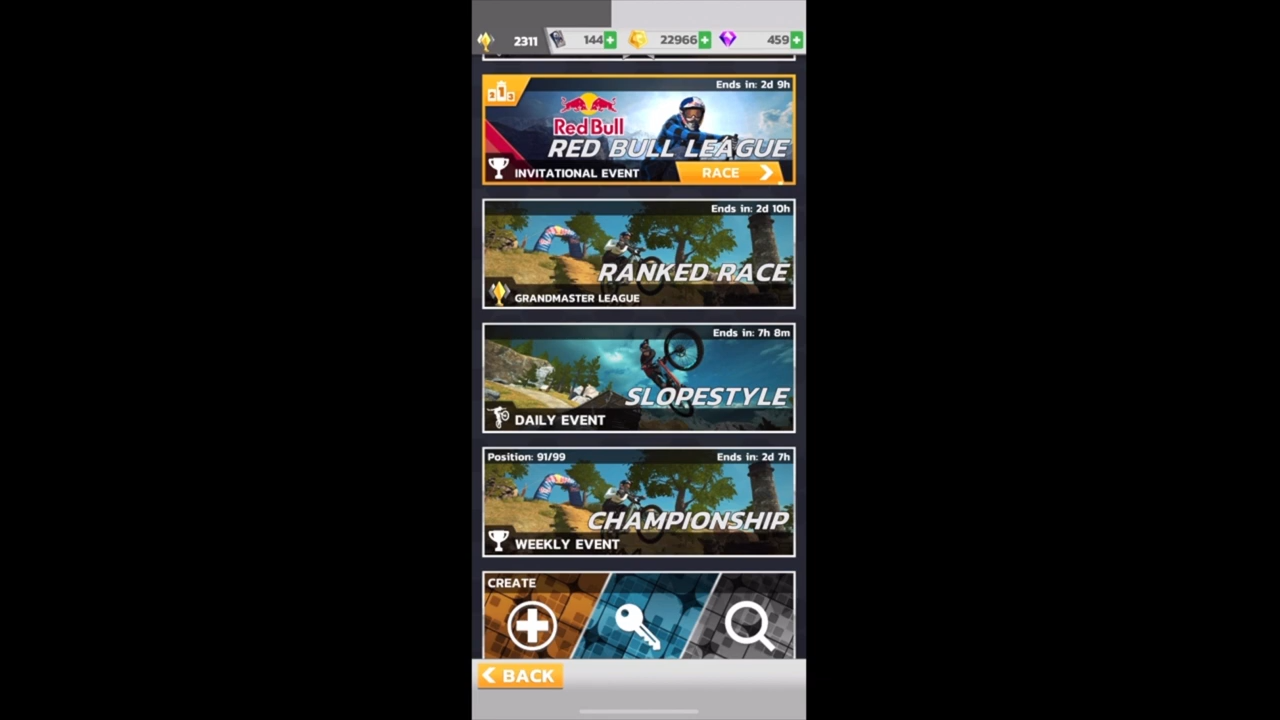 2311 144 22966 459
Ends in: 2d 9h
Red Bull
RED BULL LEAGUE
INVITATIONAL EVENT RACE
Ends in: 2d 10h
RANKED RACE
GRANDMASTER LEAGUE
Ends in: 7h 8m
SLOPESTYLE
DAILY EVENT
Position: 91/99 Ends in: 2d 7h
CHAMPIONSHIP
WEEKLY EVENT
CREATE
BACK